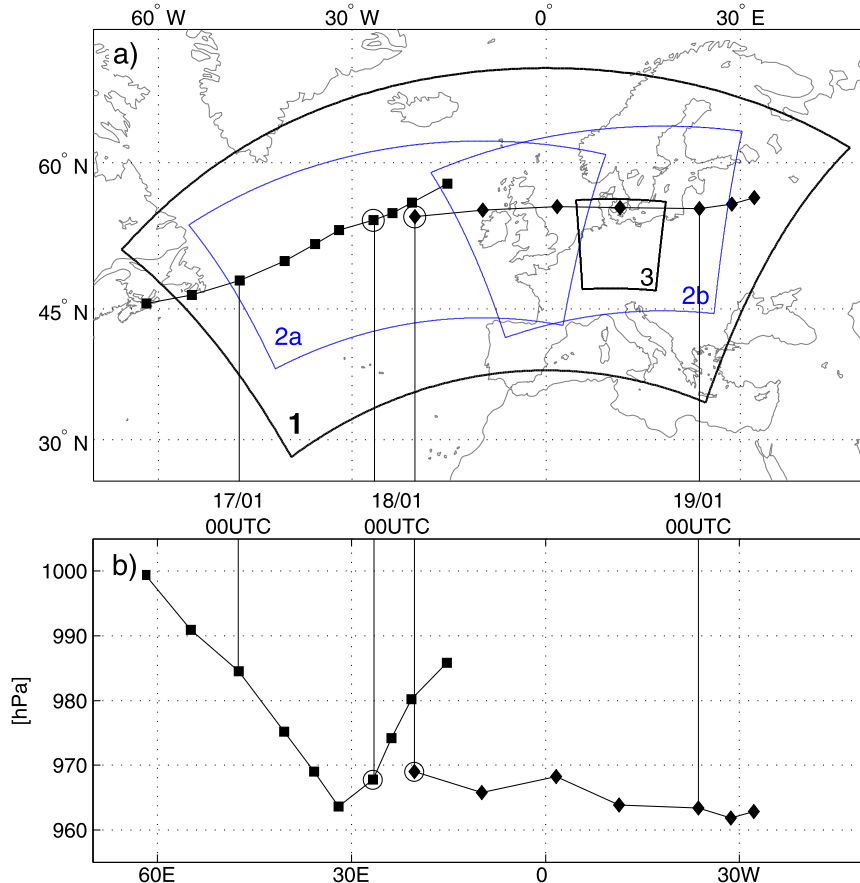 60° W 30° W 0° 30° E
a)
60° N
45° N
30° N
1
2a
2b
3
17/01 18/01 19/01
00UTC 00UTC 00UTC
b)
1000
990
980
970
960
[hPa]
60E 30E 0 30W